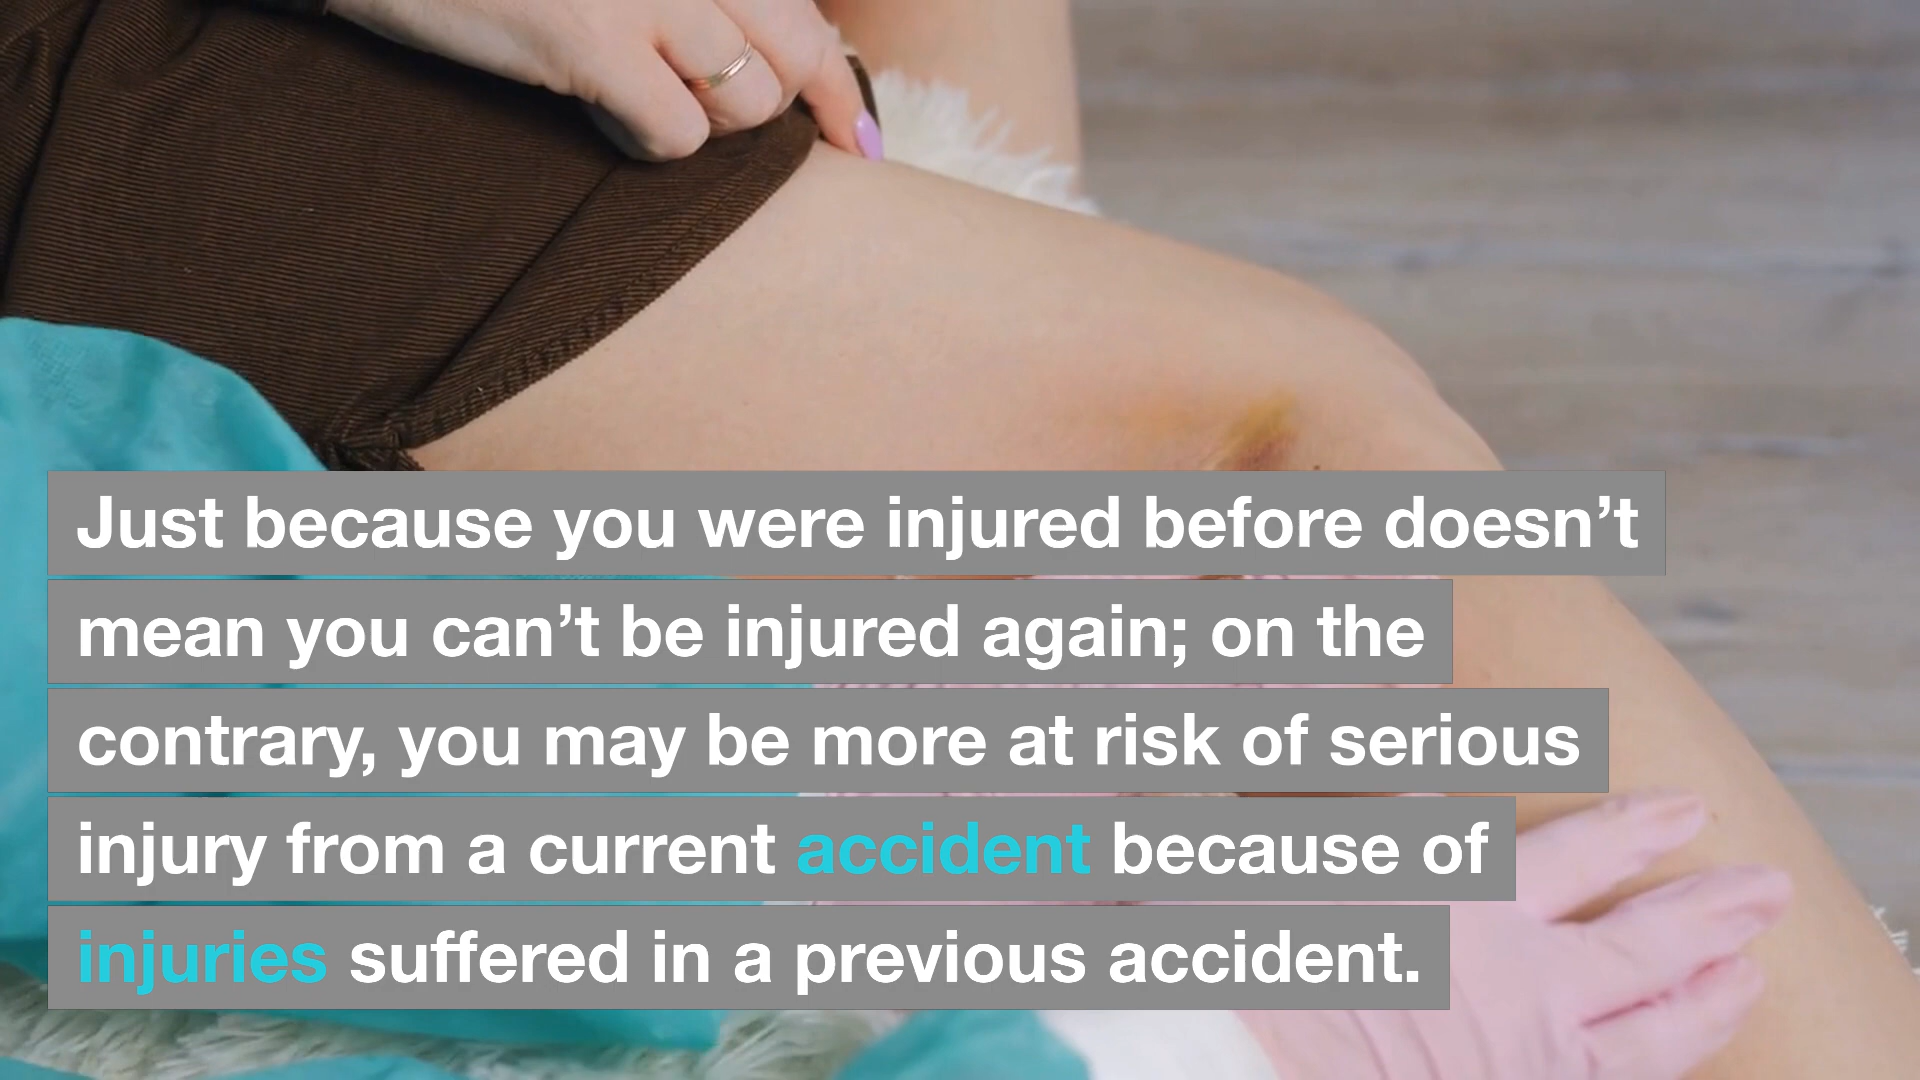 Just because you were injured before doesn’t
mean you can’t be injured again; on the
contrary, you may be more at risk of serious
injury from a current accident because of
injuries suffered in a previous accident.